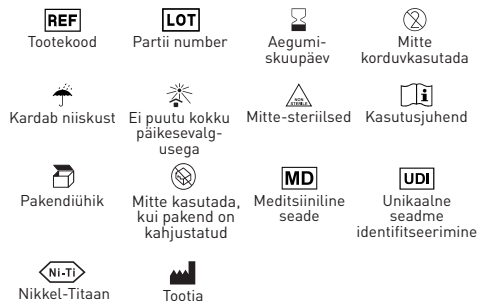 REF
LOT
2
Tootekood
Partii number
Aegumi-
skuupäev
Mitte
korduvkasutada
NON
STERILE
i
Kardab niiskust
Ei puutu kokku
päikesevalg-
usega
Mitte-steriilsed
Kasutusjuhend
MD
UDI
Pakendiühik
Mitte kasutada,
kui pakend on
kahjustatud
Meditsiiniline
seade
Unikaalne
seadme
identifitseerimine
Ni-Ti
Nikkel-Titaan
Tootja